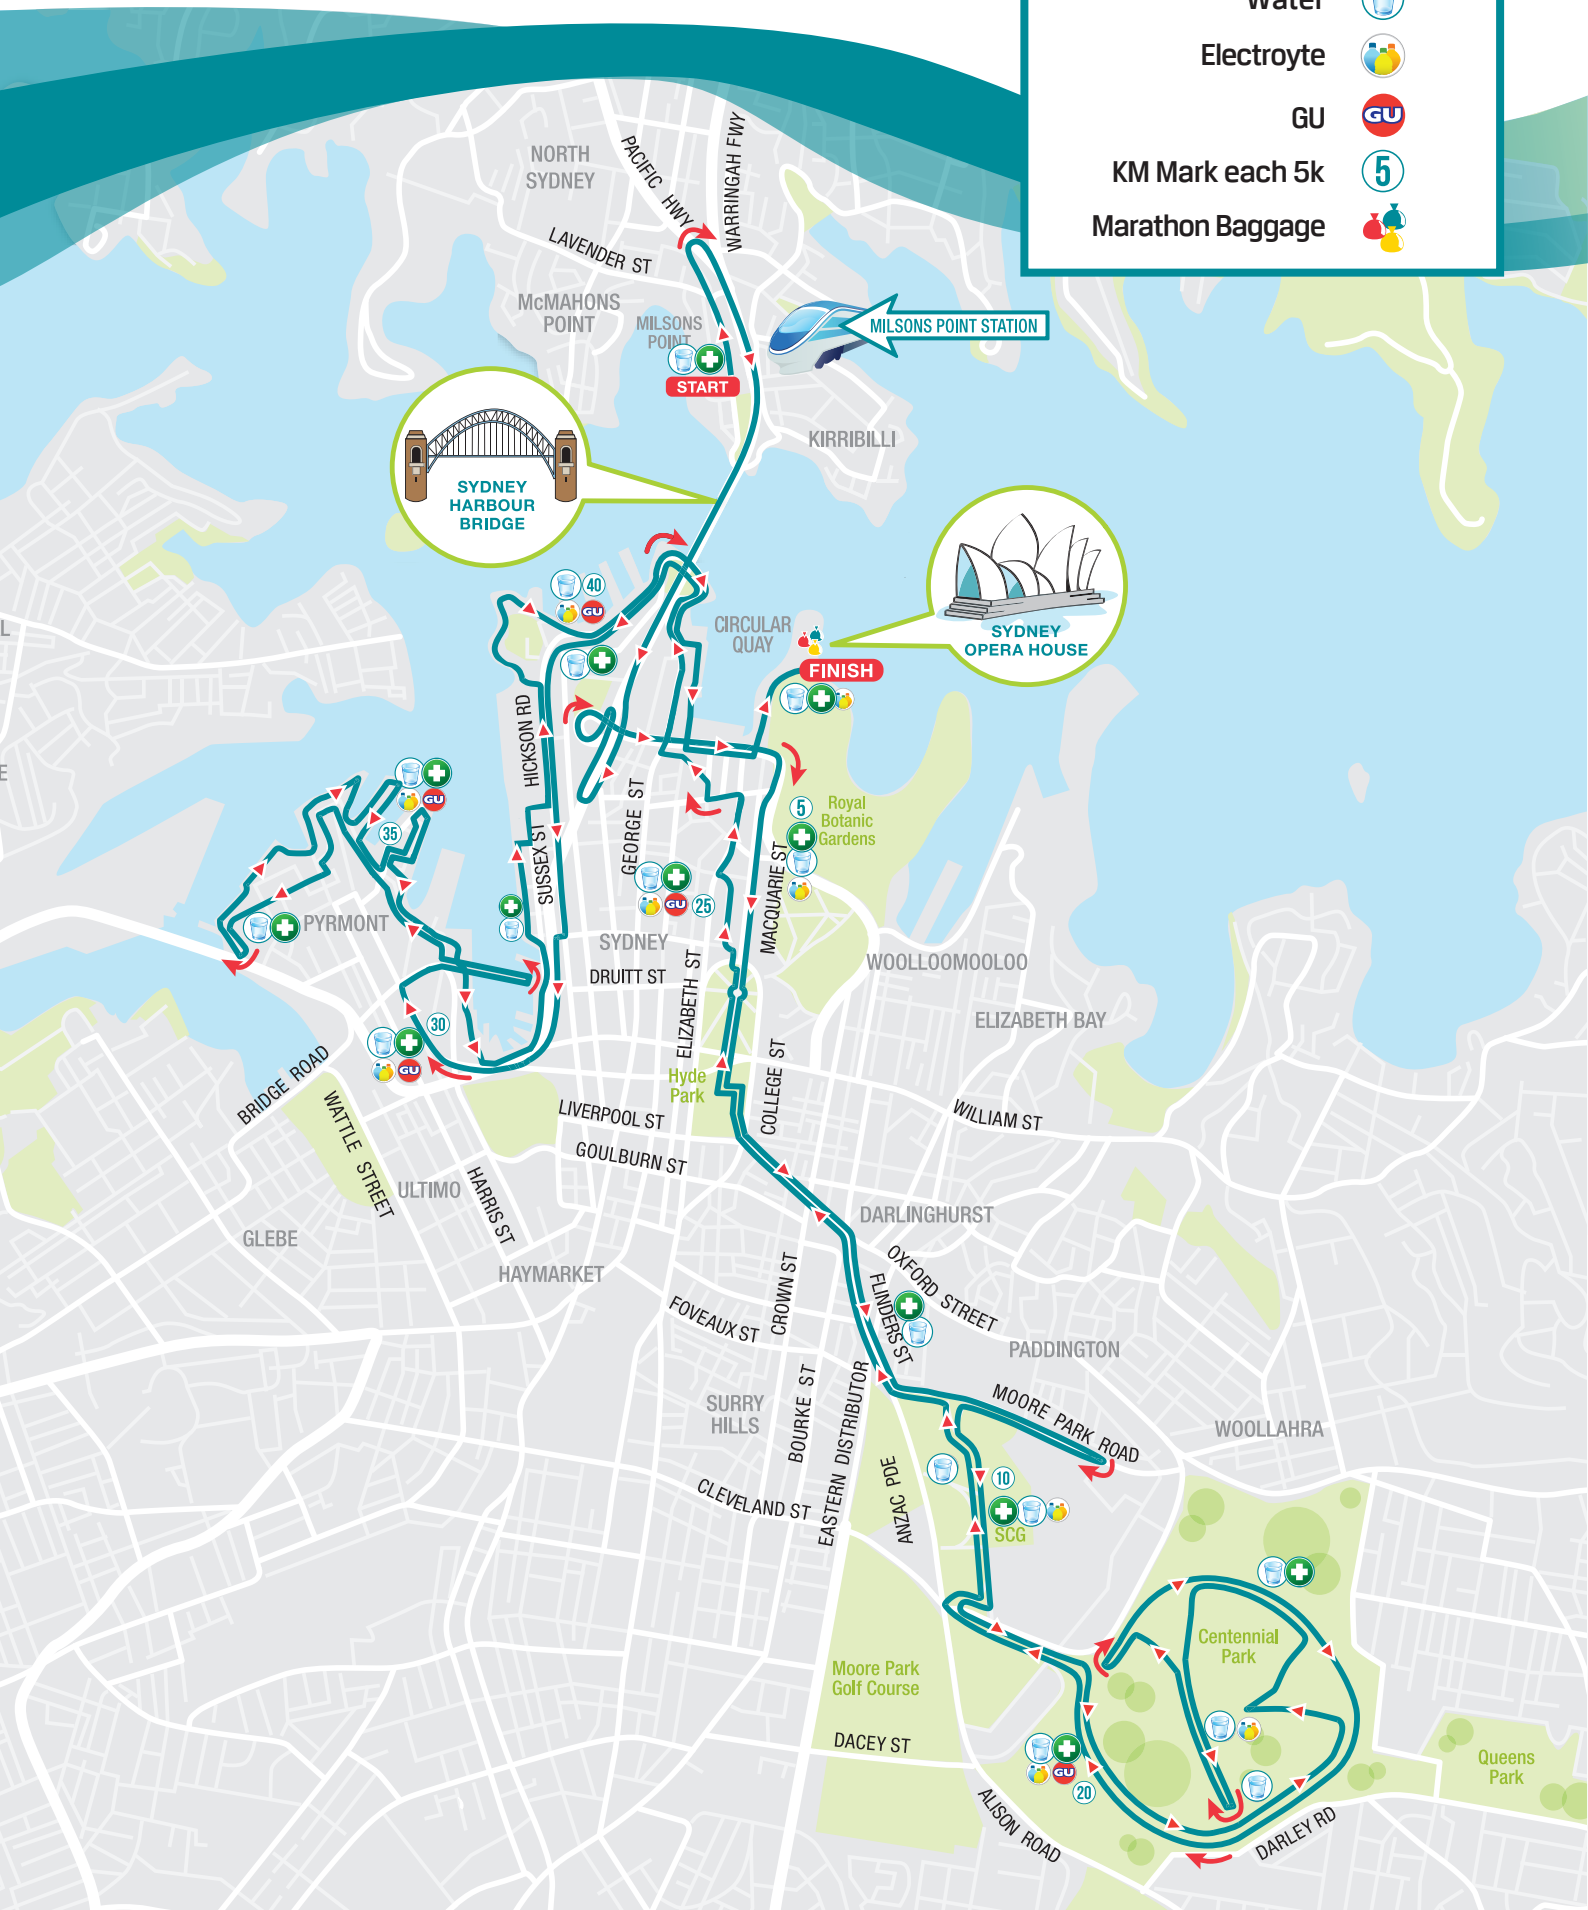 Water
Electroyte
GU
GU
KM Mark each 5k
5
Marathon Baggage
NORTH
SYDNEY
PACIFIC HWY
WARRINGAH FWY
LAVENDER ST
McMAHONS
POINT
MILSONS
POINT
MILSONS POINT STATION
START
KIRRIBILLI
SYDNEY
HARBOUR
BRIDGE
SYDNEY
OPERA HOUSE
40
GU
CIRCULAR
QUAY
FINISH
HICKSON RD
GU
35
SUSSEX ST
GEORGE ST
5
Royal
Botanic
Gardens
MACQUARIE ST
GU
25
PYRMONT
SYDNEY
DRUITT ST
ELIZABETH ST
WOOLLOOMOOLOO
ELIZABETH BAY
30
GU
BRIDGE ROAD
WATTLE STREET
Hyde
Park
COLLEGE ST
LIVERPOOL ST
GOULBURN ST
WILLIAM ST
ULTIMO
HARRIS ST
GLEBE
HAYMARKET
DARLINGHURST
OXFORD STREET
FLINDERS ST
CROWN ST
FOVEAUX ST
PADDINGTON
SURRY
HILLS
BOURKE ST
EASTERN DISTRIBUTOR
MOORE PARK ROAD
WOOLLAHRA
CLEVELAND ST
ANZAC PDE
10
SCG
Centennial
Park
Moore Park
Golf Course
DACEY ST
GU
20
ALISON ROAD
DARLEY RD
Queens
Park